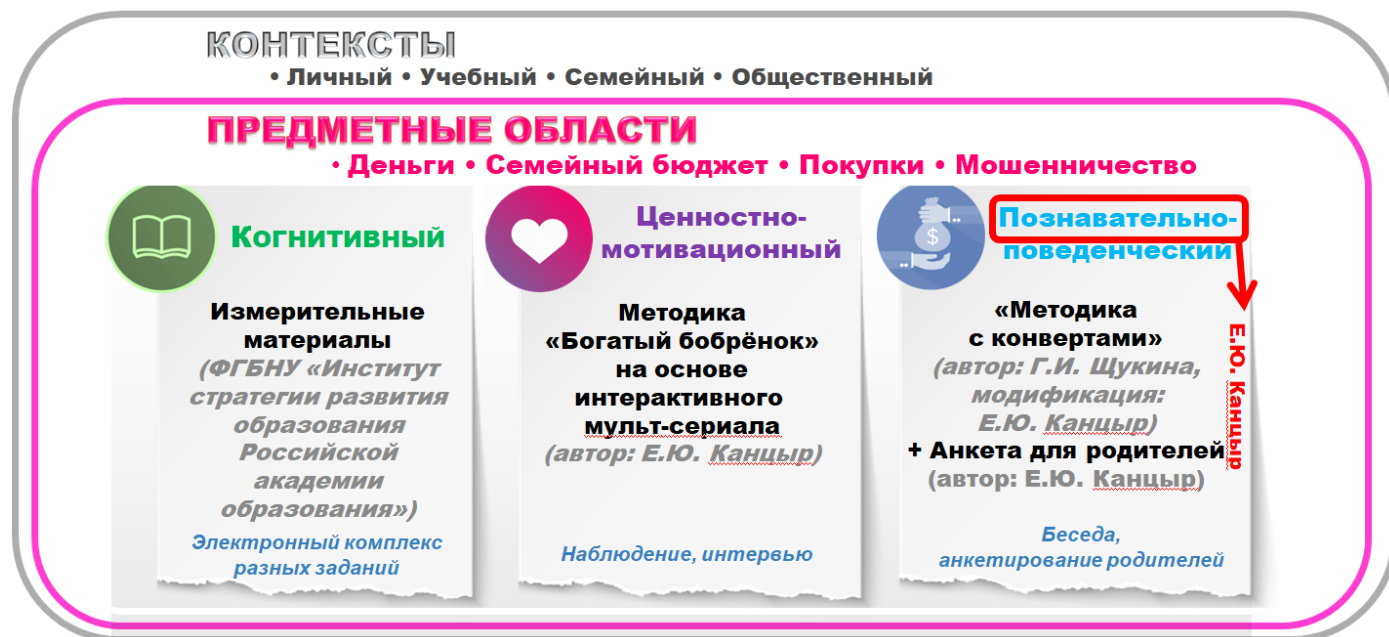 КОНТЕКСТЫ
• Личный • Учебный • Семейный • Общественный
ПРЕДМЕТНЫЕ ОБЛАСТИ
• Деньги • Семейный бюджет • Покупки • Мошенничество
Когнитивный
Измерительные
материалы
(ФГБНУ «Институт
стратегии развития
образования
Российской
академии
образования»)
Электронный комплекс
разных заданий
Ценностно-
мотивационный
Методика
«Богатый бобрёнок»
на основе
интерактивного
мульт-сериала
(автор: Е.Ю. Канцыр)
Наблюдение, интервью
$
Познавательно-
поведенческий
«Методика
с конвертами»
(автор: Г.И. Щукина,
модификация:
Е.Ю. Канцыр)
+ Анкета для родителей
(автор: Е.Ю. Канцыр)
Беседа,
анкетирование родителей
Е.Ю. Канцыр